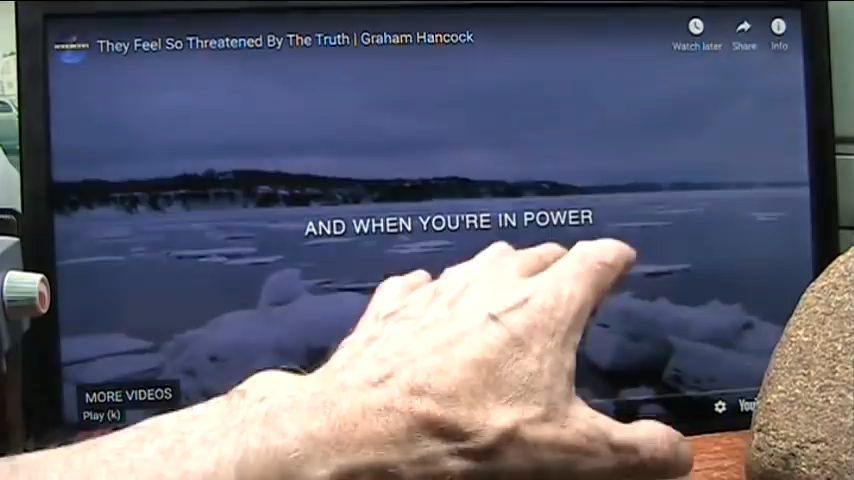 They Feel So Threatened By The Truth | Graham Hancock
Watch later
Share
Info
AND WHEN YOU'RE IN POWER
MORE VIDEOS
Play (k)